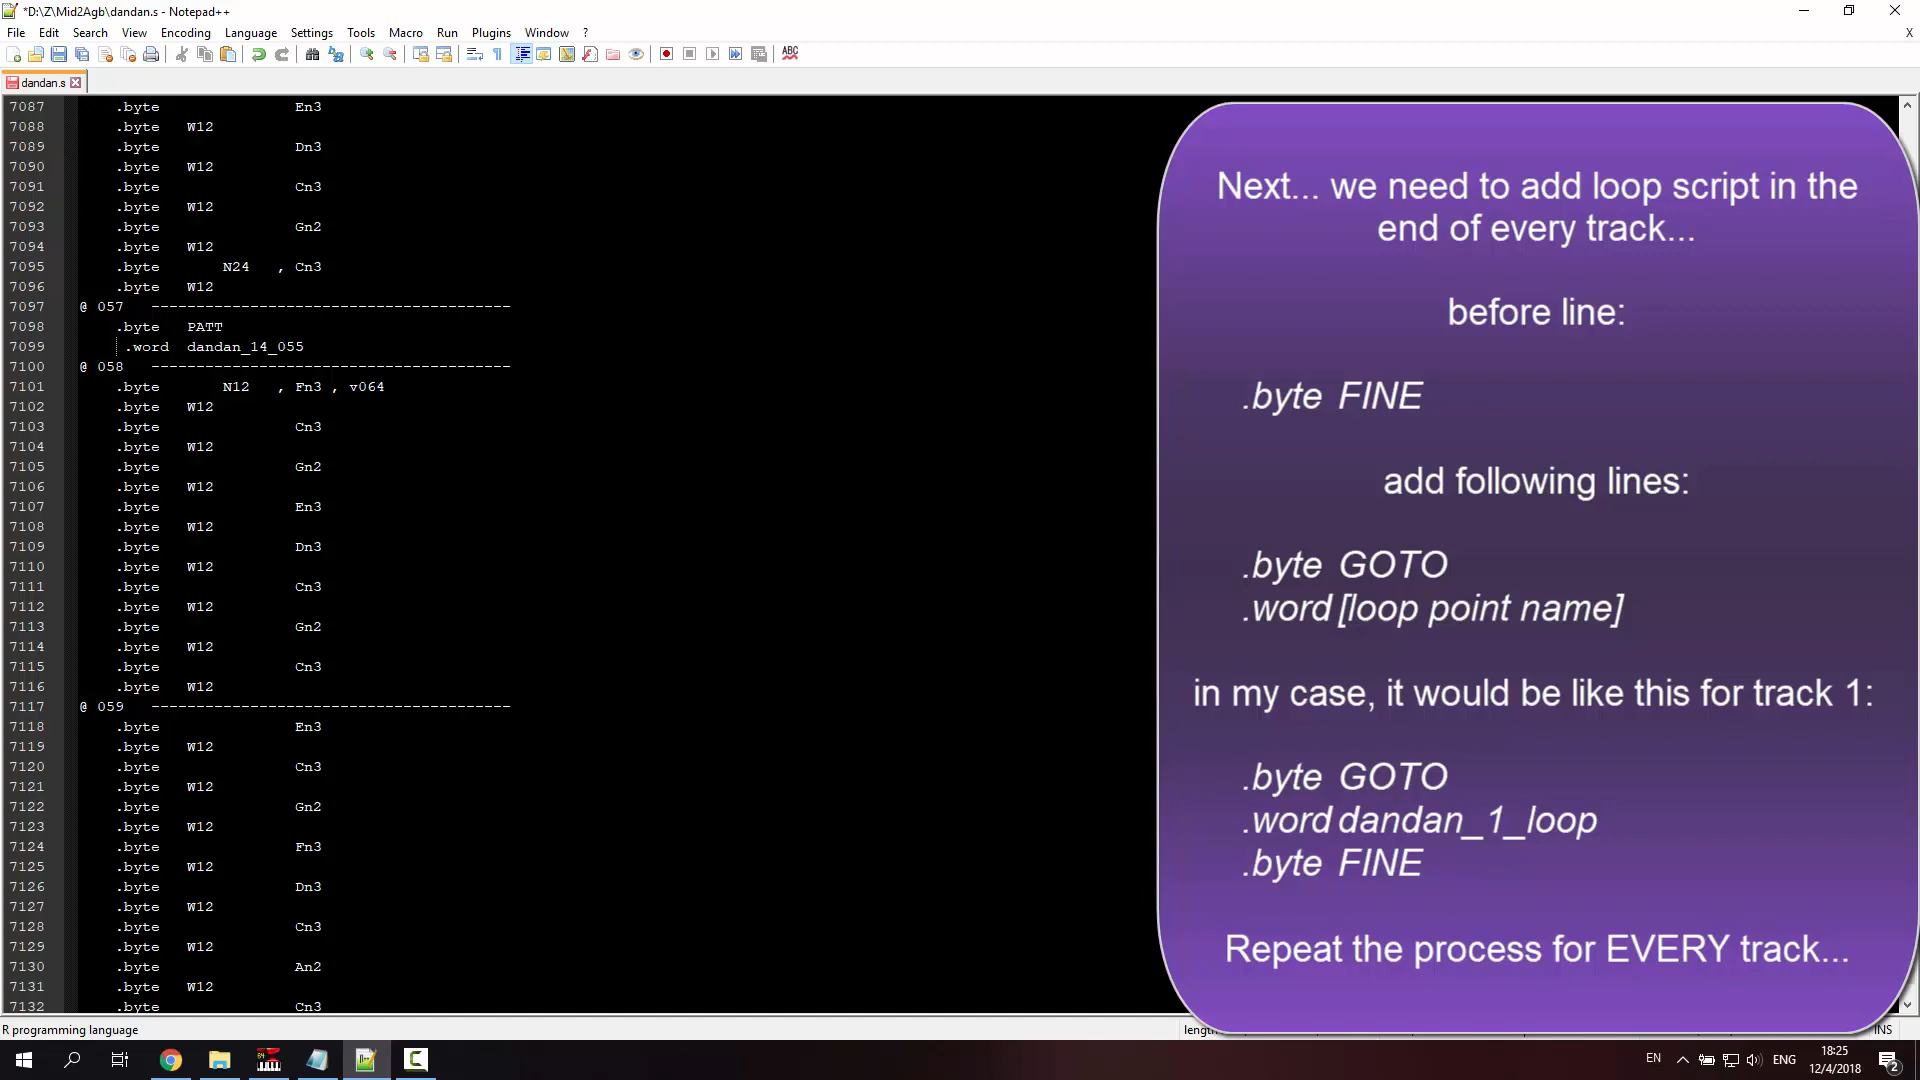 *D:\Z\Mid2Agb\dandan.s - Notepad++
File Edit Search View Encoding Language Settings Tools Macro Run Plugins Window ? X
dandan.s
7087 .byte En3
7088 .byte W12
7089 .byte Dn3
7090 .byte W12
7091 .byte Cn3
7092 .byte W12
7093 .byte Gn2
7094 .byte W12
7095 .byte N24 , Cn3
7096 .byte W12
7097 @ 057 ----------------------------------------
7098 .byte PATT
7099 .word dandan_14_055
7100 @ 058 ----------------------------------------
7101 .byte N12 , Fn3 , v064
7102 .byte W12
7103 .byte Cn3
7104 .byte W12
7105 .byte Gn2
7106 .byte W12
7107 .byte En3
7108 .byte W12
7109 .byte Dn3
7110 .byte W12
7111 .byte Cn3
7112 .byte W12
7113 .byte Gn2
7114 .byte W12
7115 .byte Cn3
7116 .byte W12
7117 @ 059 ----------------------------------------
7118 .byte En3
7119 .byte W12
7120 .byte Cn3
7121 .byte W12
7122 .byte Gn2
7123 .byte W12
7124 .byte Fn3
7125 .byte W12
7126 .byte Dn3
7127 .byte W12
7128 .byte Cn3
7129 .byte W12
7130 .byte An2
7131 .byte W12
7132 .byte Cn3
Next... we need to add loop script in the
end of every track...
before line:
.byte FINE
add following lines:
.byte GOTO
.word [loop point name]
in my case, it would be like this for track 1:
.byte GOTO
.word dandan_1_loop
.byte FINE
Repeat the process for EVERY track...
R programming language
length
INS
EN ENG 18:25
12/4/2018
2